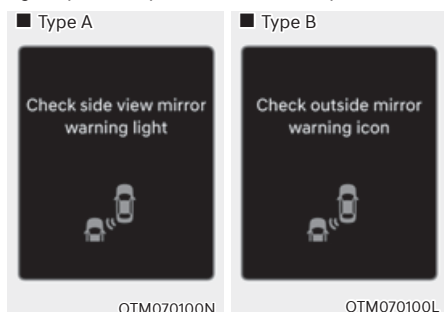 ■ Type A
■ Type B
Check side view mirror
warning light
Check outside mirror
warning icon
OTM070100N
OTM070100L